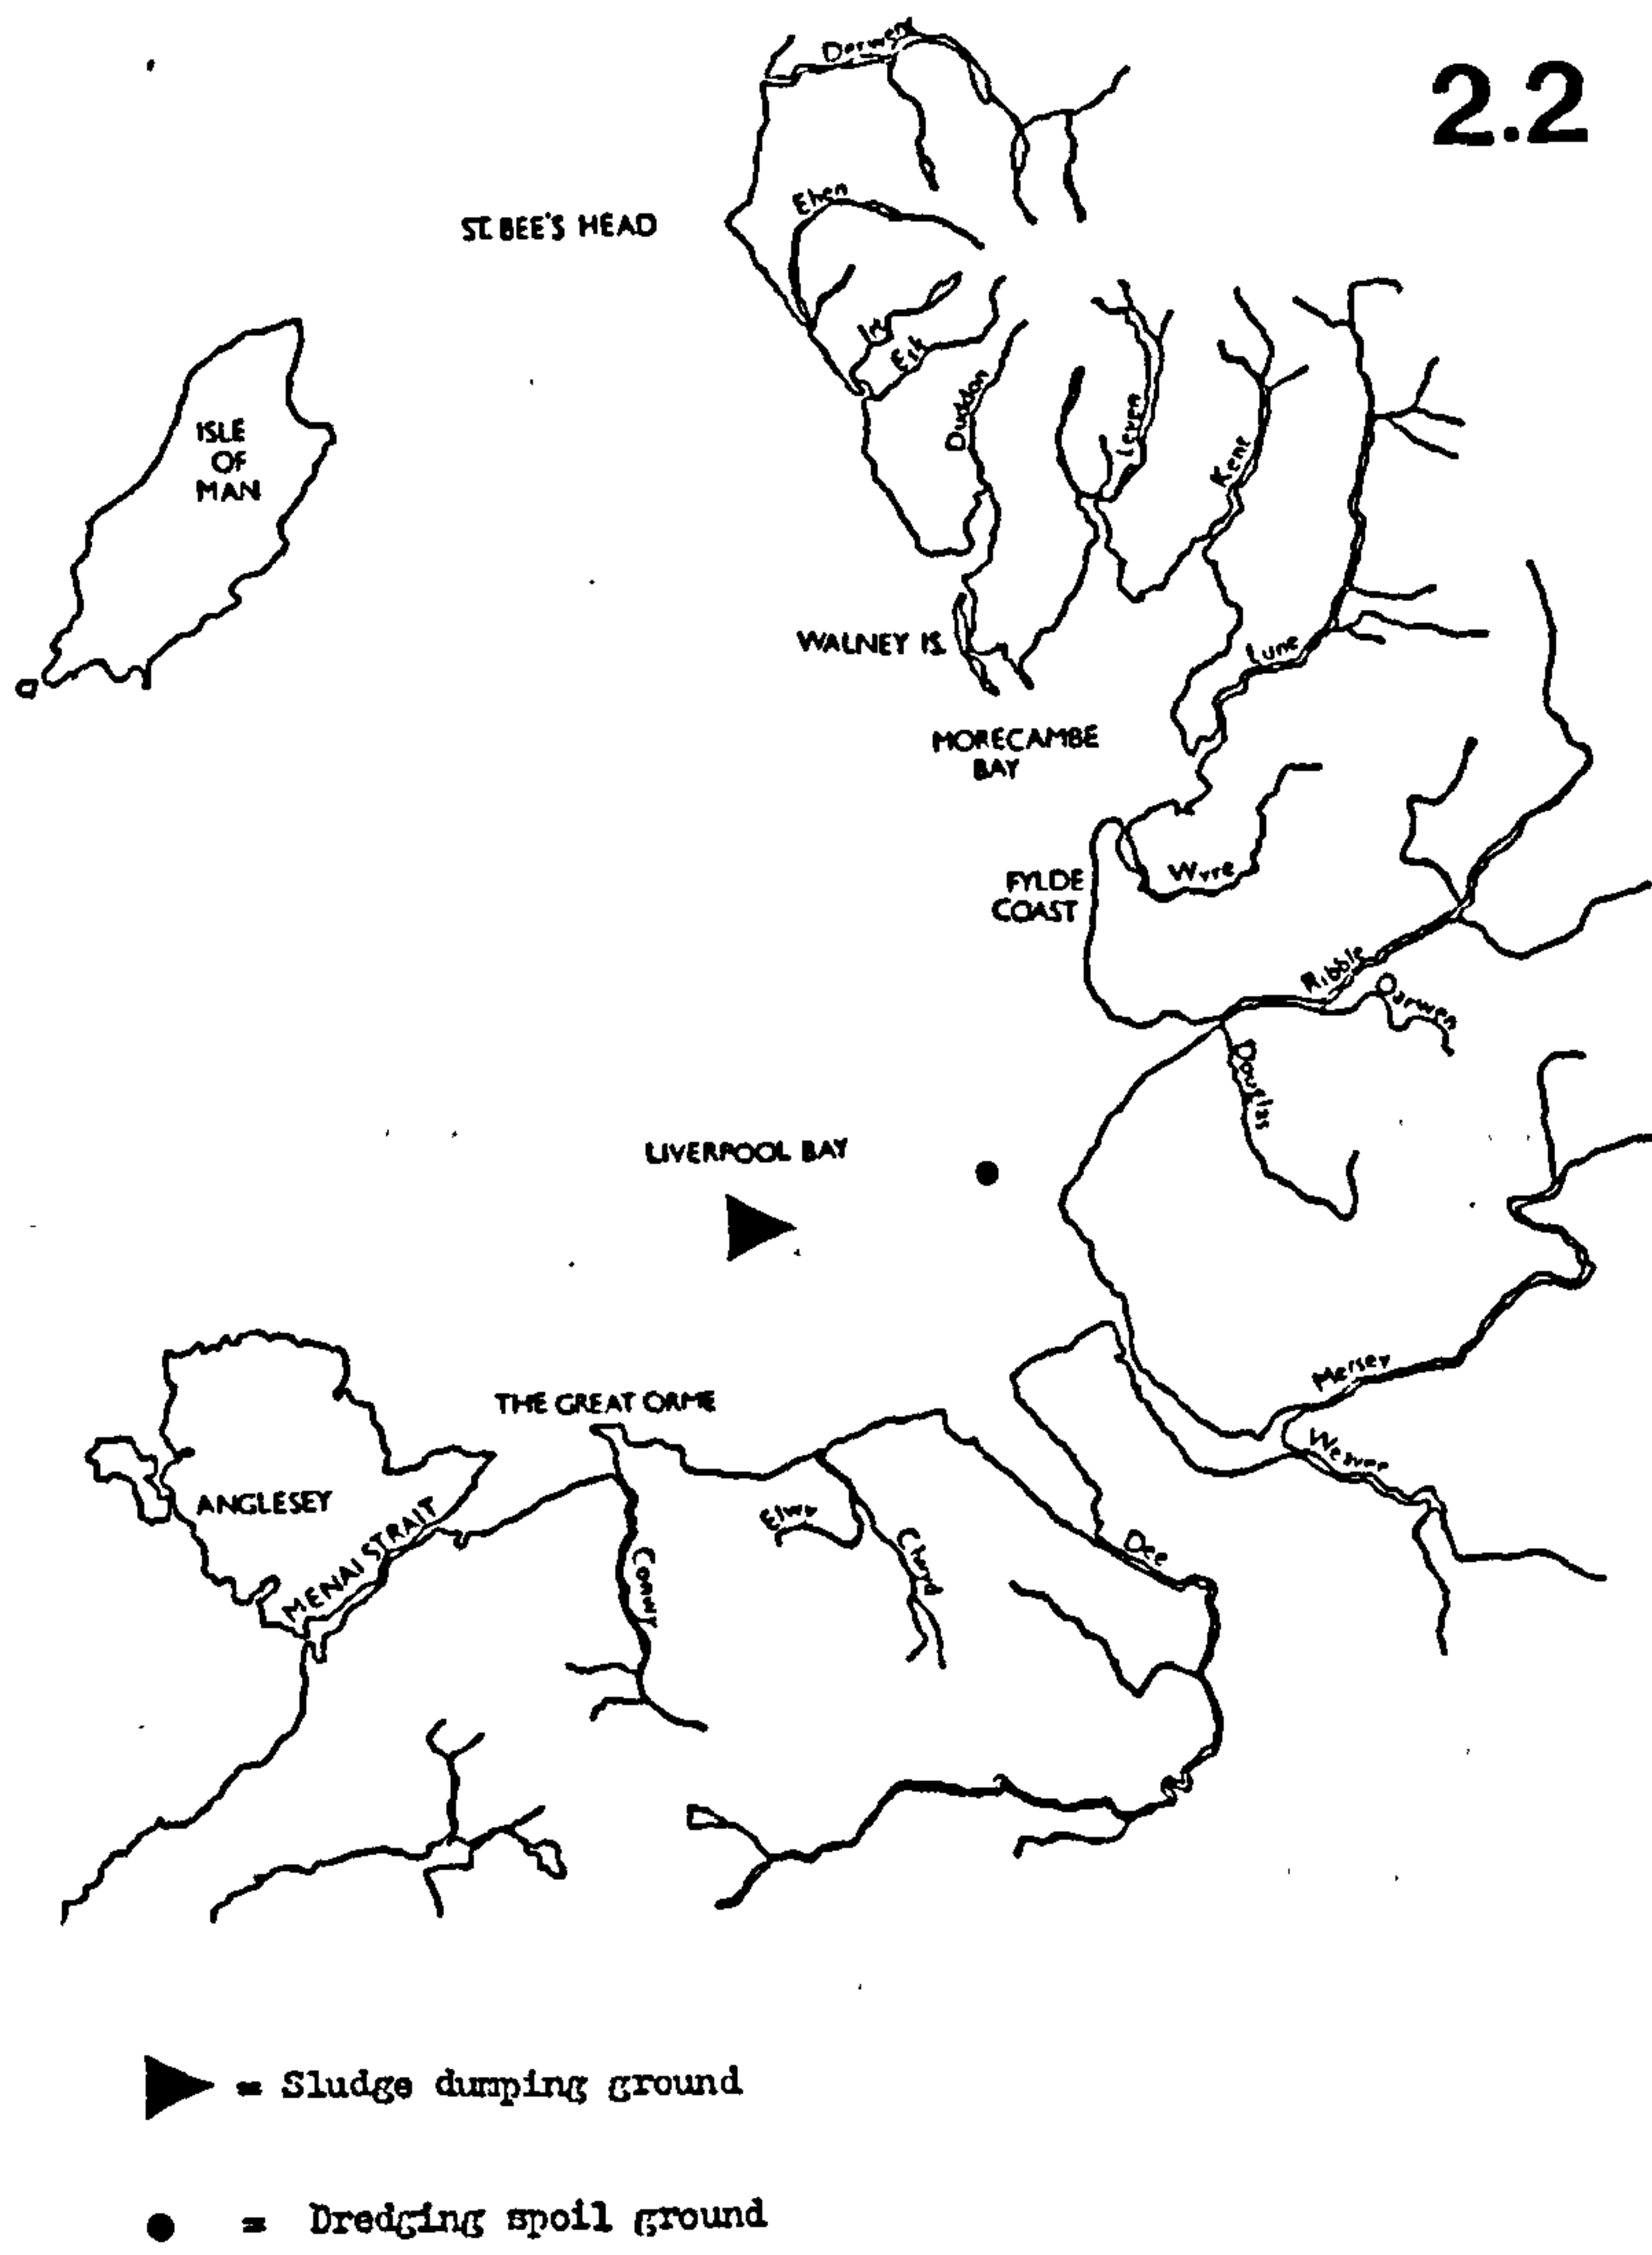 2.2
Derwent
ST. BEE'S HEAD
Ehen
Irt
Esk
ISLE
OF
MAN
Duddon
Leven
Kent
WALNEY IS.
Lune
MORECAMBE
BAY
FYLDE
COAST
Wyre
Ribble
Darwen
Douglas
LIVERPOOL BAY
Mersey
THE GREAT ORME
Weaver
ANGLESEY
MENAI STRAIT
Elwy
Clwyd
Conwy
Dee
= Sludge dumping ground
= Dredging spoil ground